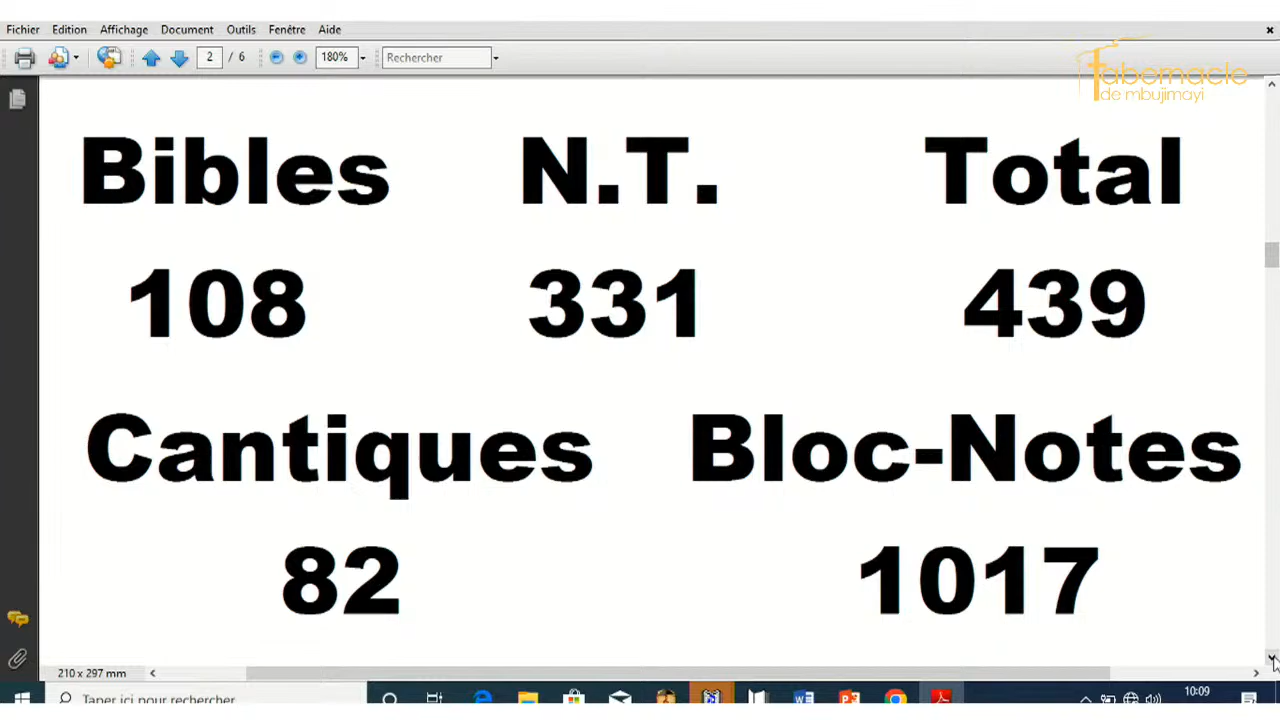 Fichier Edition Affichage Document Outils Fenêtre Aide
2 / 6 180% Rechercher
Tabernacle
de mbujimayi
Bibles N.T. Total
108 331 439
Cantiques Bloc-Notes
82 1017
210 x 297 mm
Taper ici pour rechercher
10:09